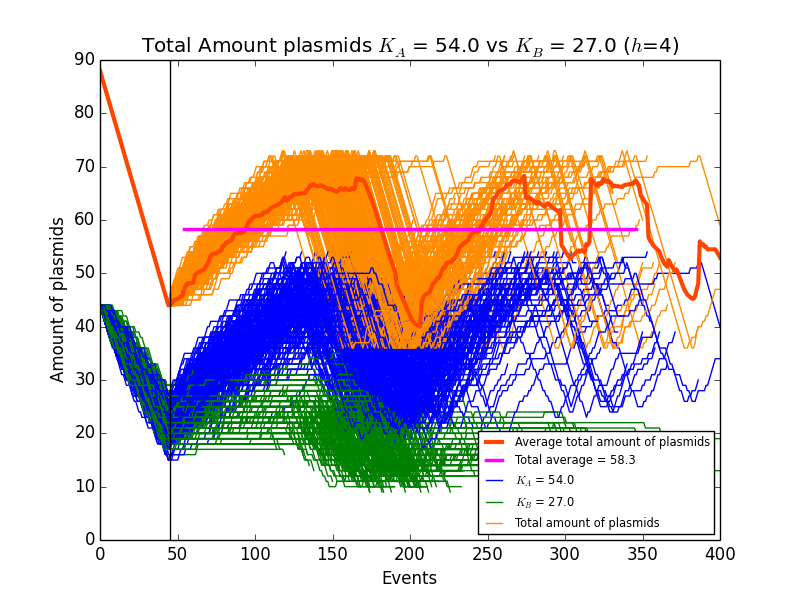 Total Amount plasmids K_A = 54.0 vs K_B = 27.0 (h=4)
90
80
70
60
50
40
30
20
10
0
Amount of plasmids
0 50 100 150 200 250 300 350 400
Events
Average total amount of plasmids
Total average = 58.3
K_A = 54.0
K_B = 27.0
Total amount of plasmids